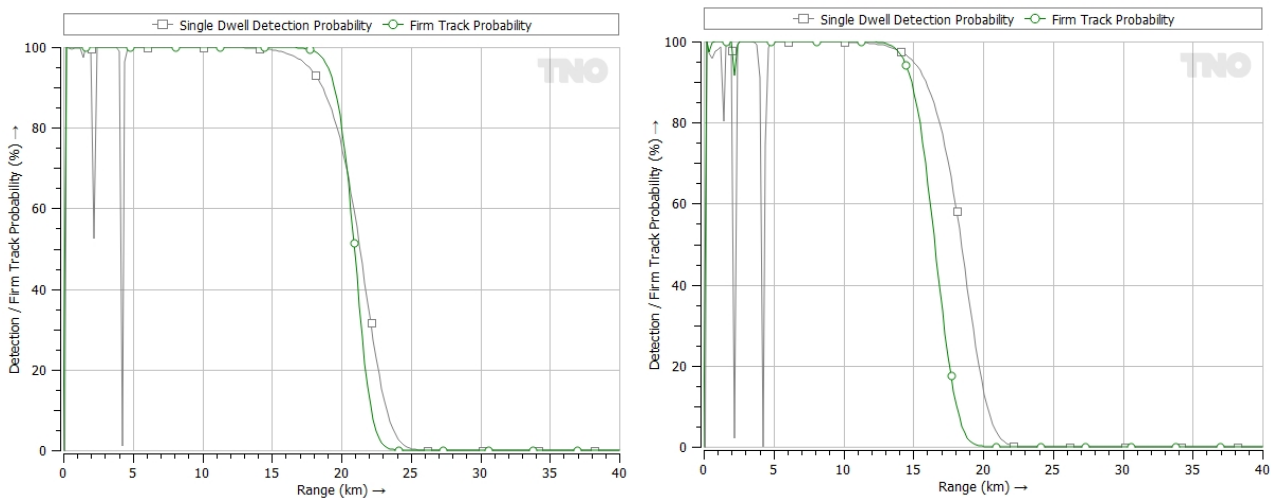 Single Dwell Detection Probability Firm Track Probability
TNO
Detection / Firm Track Probability (%) →
100
80
60
40
20
0
0 5 10 15 20 25 30 35 40
Range (km) →
Single Dwell Detection Probability Firm Track Probability
TNO
Detection / Firm Track Probability (%) →
100
80
60
40
20
0
0 5 10 15 20 25 30 35 40
Range (km) →